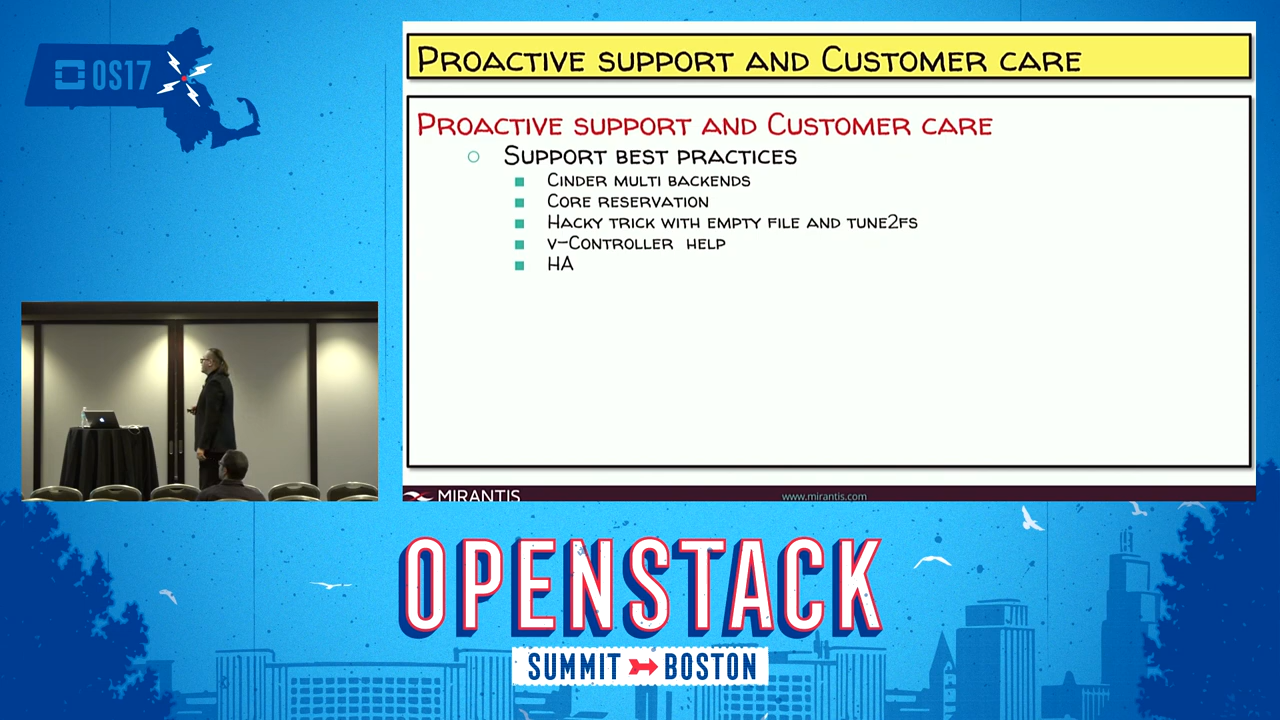 OS17
Proactive support and Customer care
Proactive support and Customer care
Support best practices
Cinder multi backends
Core reservation
Hacky trick with empty file and tune2fs
v-Controller help
HA
MIRANTIS
www.mirantis.com
OPENSTACK
SUMMIT BOSTON